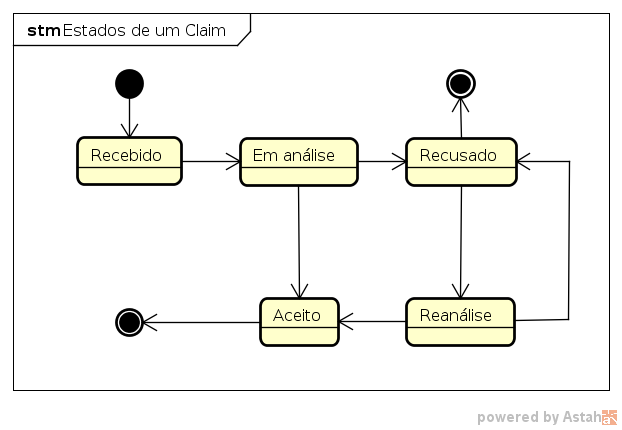 stm Estados de um Claim
Recebido
Em análise
Recusado
Aceito
Reanálise
powered by Astah